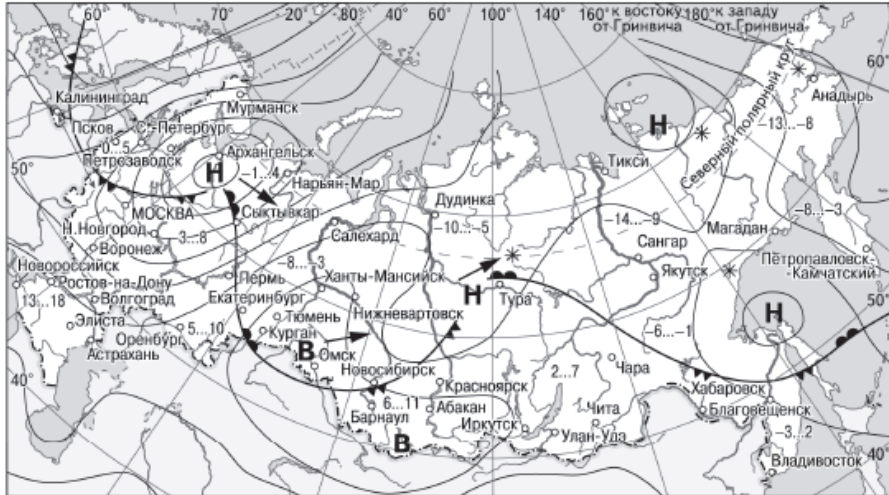 60° 40° 20° 80° 60° 80° 100° 120° 140° 160° к востоку 180° к западу
от Гринвича от Гринвича
60°
Калининград
Мурманск
Анадырь
Северный полярный круг
Псков С.-Петербург
0...5
–13...–8
Н
Петрозаводск
Архангельск
50°
Н
–1...4
Нарьян-Мар
Тикси
МОСКВА
Сыктывкар
Дудинка
–14...–9
–8...–3
Н.Новгород
–3...8
Салехард
–10...–5
Магадан
Воронеж
Сангар
Петропавловск-
Камчатский
Новороссийск
Пермь
–8...–3
Ханты-Мансийск
Якутск
Ростов-на-Дону
Волгоград
Екатеринбург
Н
Тура
13...18
Тюмень
Нижневартовск
Н
50°
Элиста
Оренбург
5...10
Курган
–6...–1
Астрахань
В
Омск
Чара
40°
Новосибирск
Красноярск
2...7
Хабаровск
6...11
Абакан
Чита
Благовещенск
Барнаул
Иркутск
Улан-Удэ
–3...2
В
40°
Владивосток